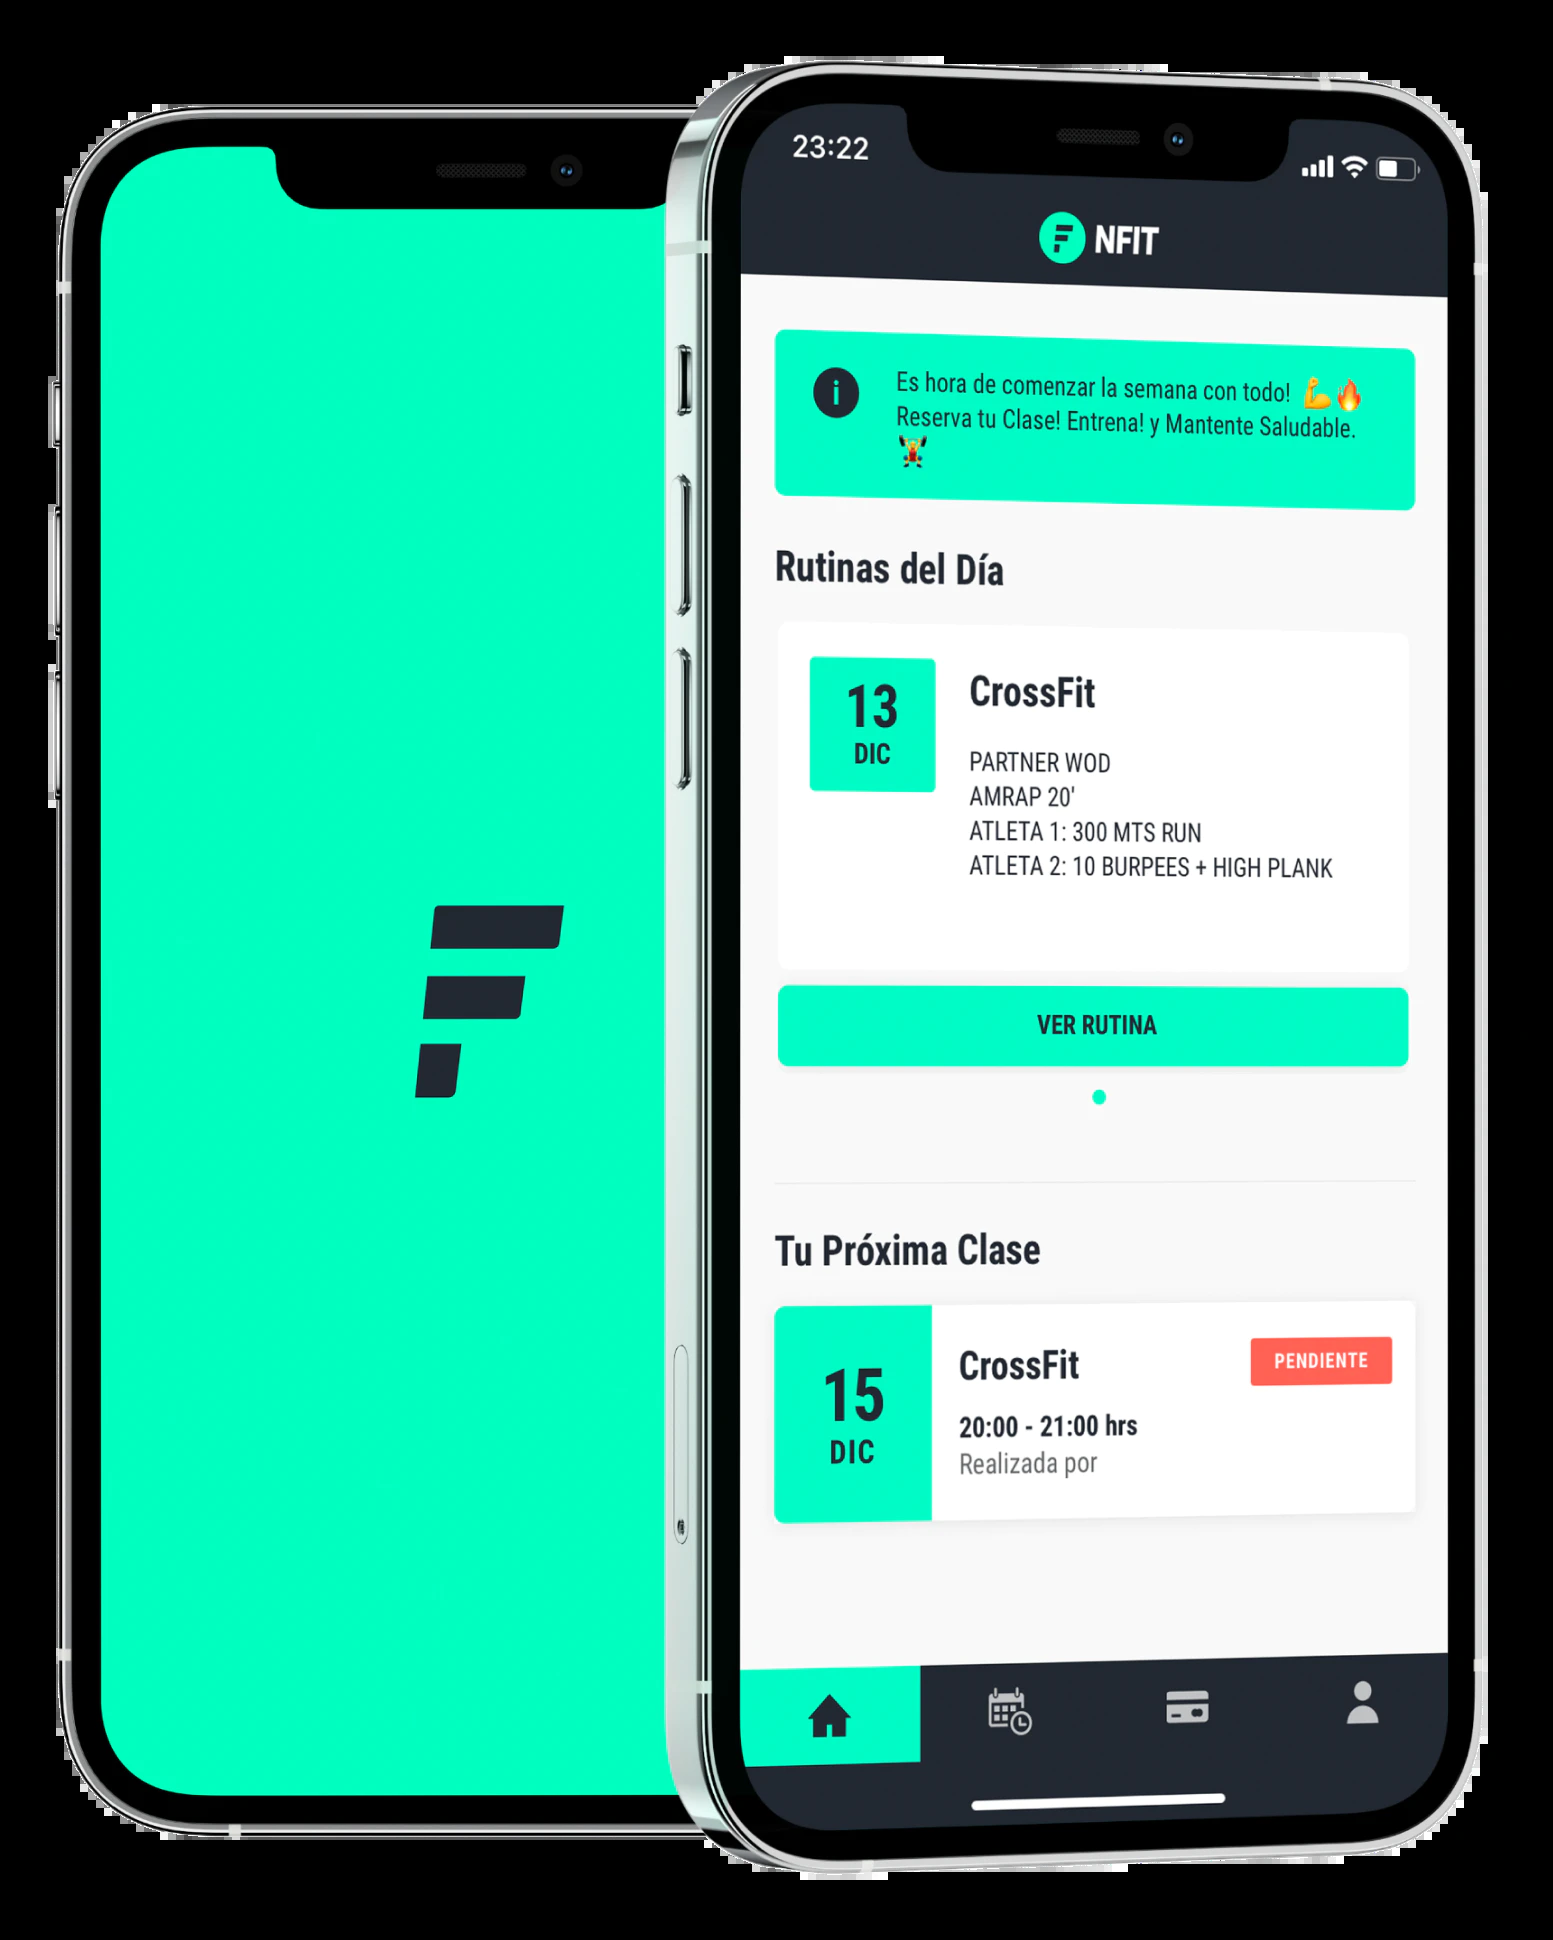 23:22
NFIT
Es hora de comenzar la semana con todo! 💪🔥
Reserva tu Clase! Entrena! y Mantente Saludable.
🏋️
Rutinas del Día
13
DIC
CrossFit
PARTNER WOD
AMRAP 20'
ATLETA 1: 300 MTS RUN
ATLETA 2: 10 BURPEES + HIGH PLANK
VER RUTINA
Tu Próxima Clase
15
DIC
CrossFit
PENDIENTE
20:00 - 21:00 hrs
Realizada por